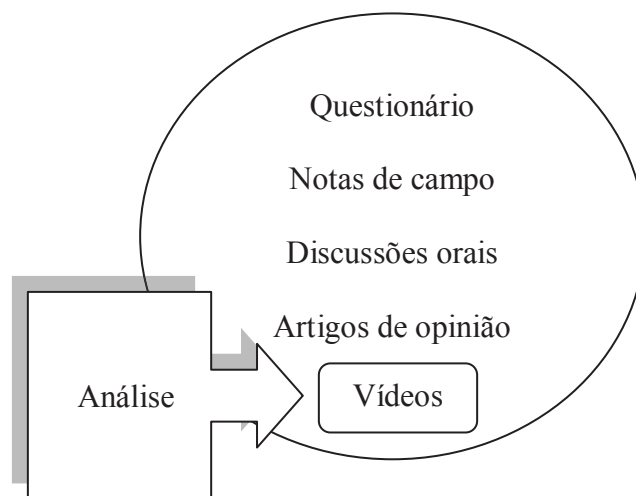 Questionário
Notas de campo
Discussões orais
Artigos de opinião
Análise
Vídeos